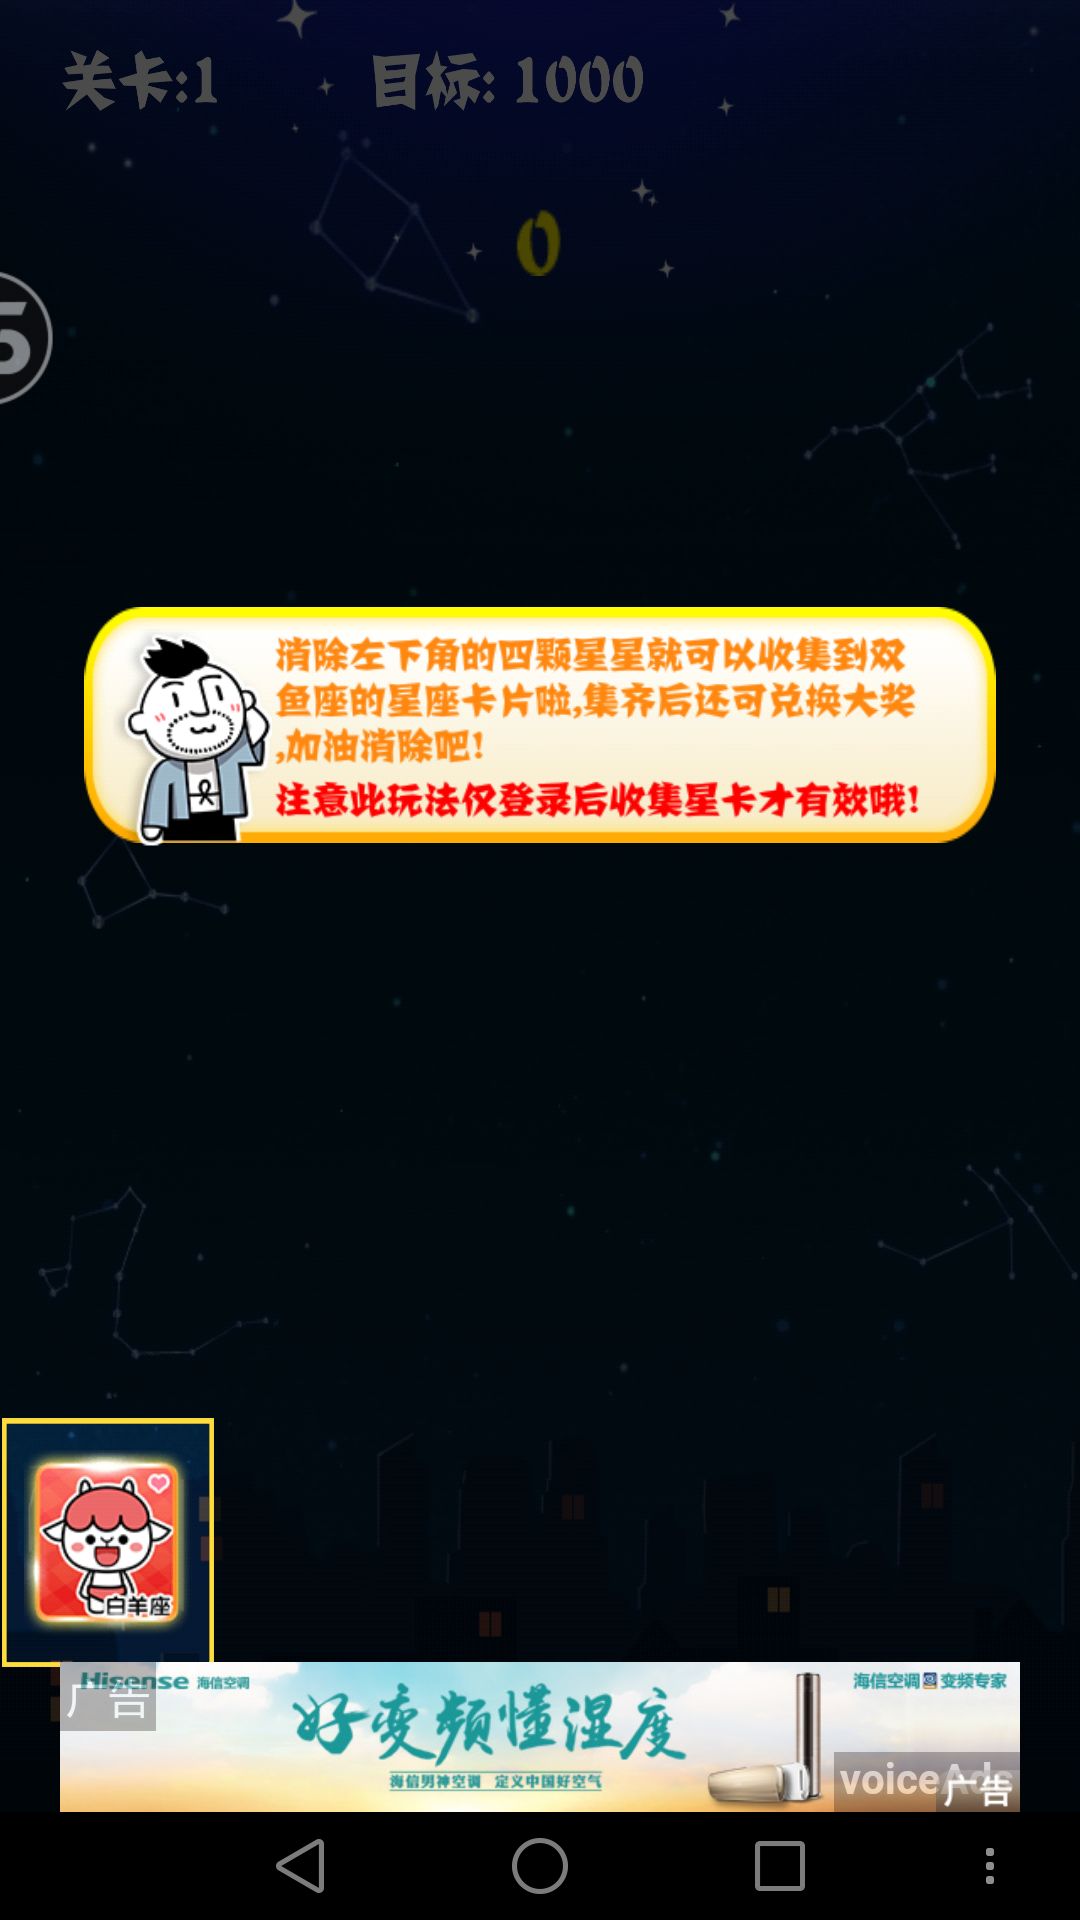 关卡:1 目标: 1000
0
5
消除左下角的四颗星星就可以收集到双
鱼座的星座卡片啦,集齐后还可兑换大奖
,加油消除吧!
注意此玩法仅登录后收集星卡才有效哦!
白羊座
Hisense 海信空调
海信空调 变频专家
广告
好变频懂湿度
海信男神空调 定义中国好空气
voiceAds
广告